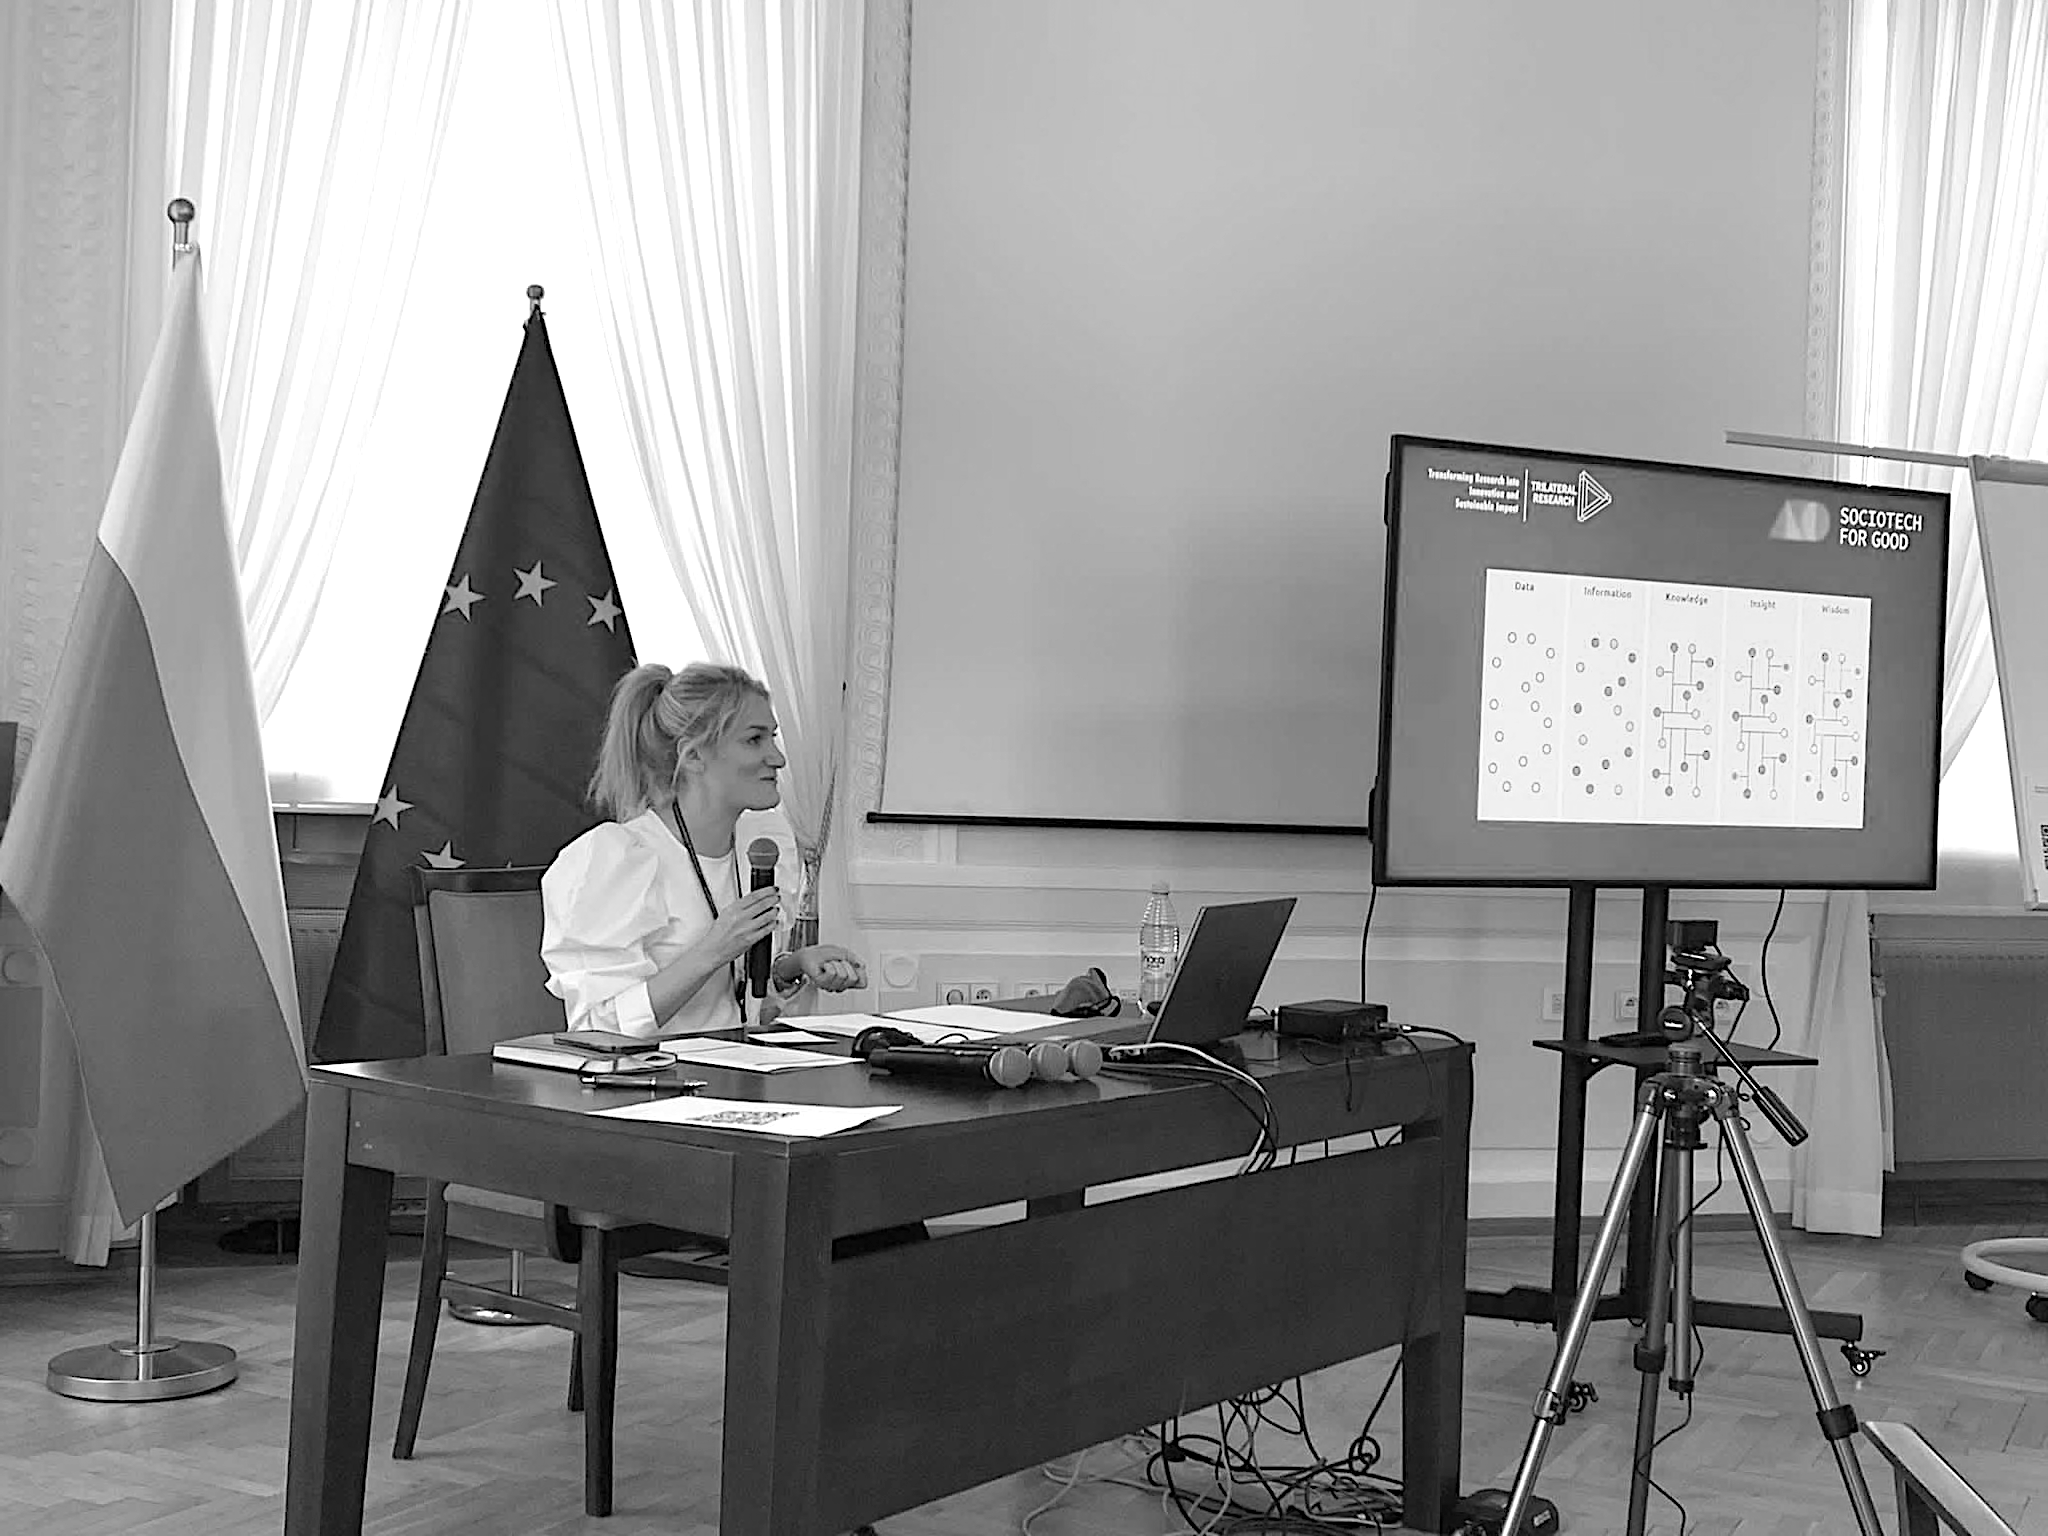 Transforming Research into
Innovation and
Sustainable Impact
TRILATERAL
RESEARCH
SOCIOTECH
FOR GOOD
Data
Information
Knowledge
Insight
Wisdom